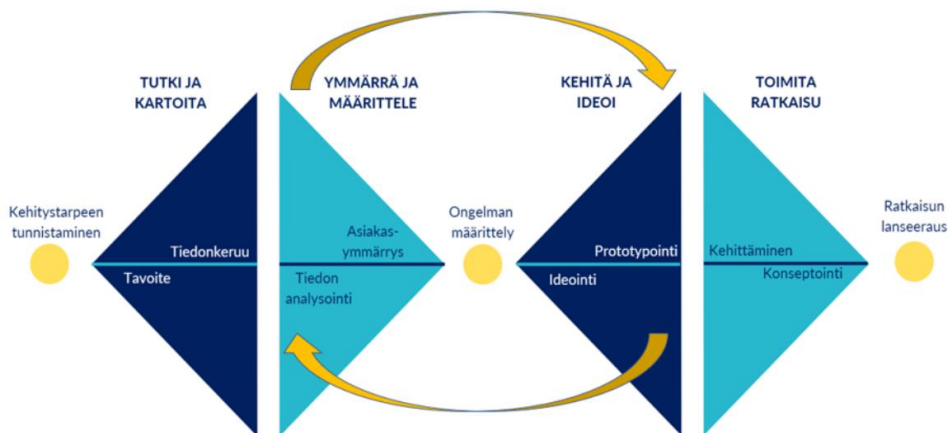 TUTKI JA
KARTOITA
YMMÄRRÄ JA
MÄÄRITTELE
KEHITÄ JA
IDEOI
TOIMITA
RATKAISU
Kehitystarpeen
tunnistaminen
Tiedonkeruu
Tavoite
Asiakas-
ymmärrys
Tiedon
analysointi
Ongelman
määrittely
Prototypointi
Ideointi
Kehittäminen
Konseptointi
Ratkaisun
lanseeraus